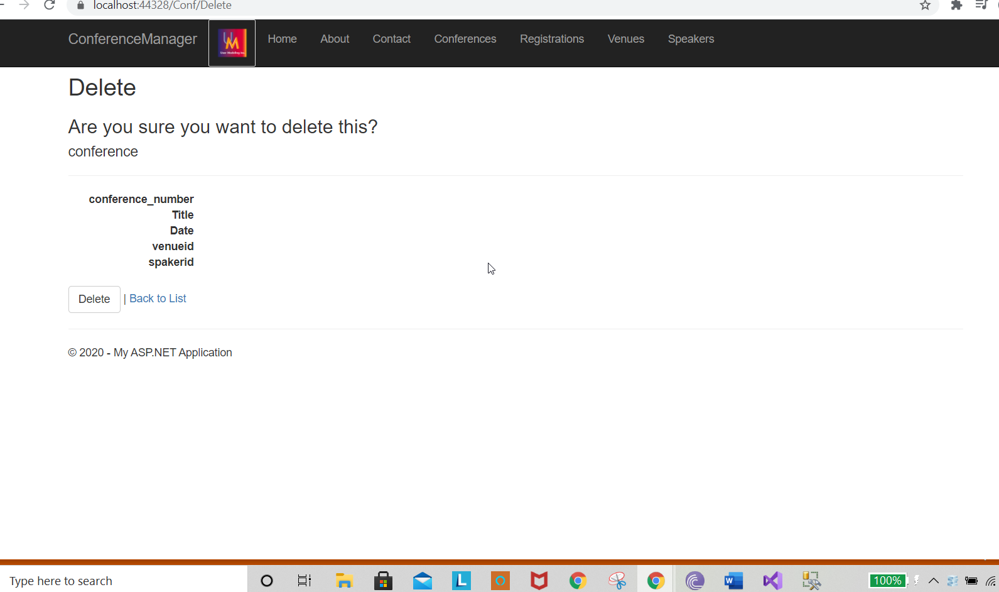 localhost:44328/Conf/Delete
ConferenceManager Home About Contact Conferences Registrations Venues Speakers
Delete
Are you sure you want to delete this?
conference
conference_number
Title
Date
venueid
spakerid
Delete | Back to List
© 2020 - My ASP.NET Application
Type here to search
100%